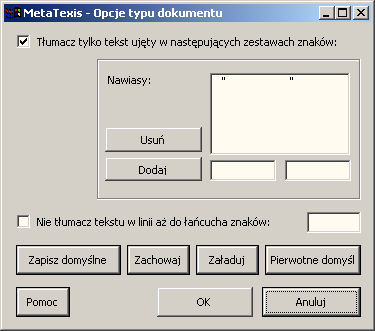 MetaTexis - Opcje typu dokumentu
Tłumacz tylko tekst ujęty w następujących zestawach znaków:
Nawiasy:
" "
Usuń
Dodaj
Nie tłumacz tekstu w linii aż do łańcucha znaków:
Zapisz domyślne Zachowaj Załaduj Pierwotne domyśl
Pomoc OK Anuluj